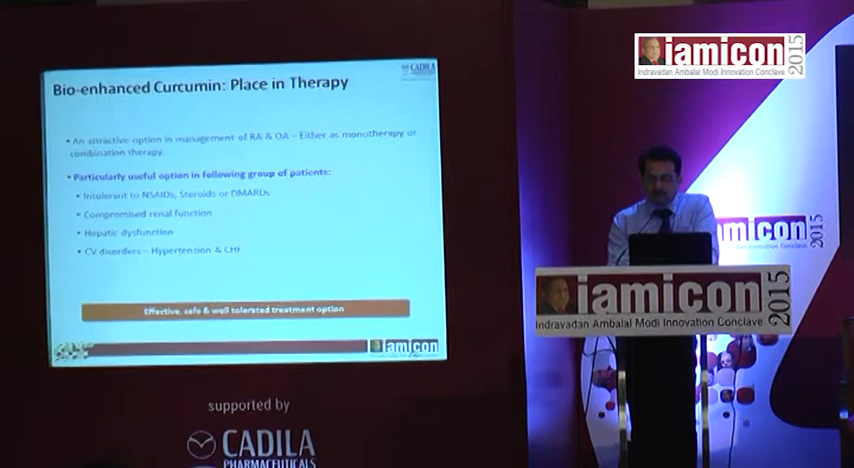 iamicon 2015
Indravadan Ambalal Modi Innovation Conclave
CADILA
Bio-enhanced Curcumin: Place in Therapy
• An attractive option in management of RA & OA – Either as monotherapy or
combination therapy.
• Particularly useful option in following group of patients:
• Intolerant to NSAIDs, Steroids or DMARDs
• Compromised renal function
• Hepatic dysfunction
• CV disorders – Hypertension & CHF
Effective, safe & well tolerated treatment option
iamicon
supported by
CADILA
PHARMACEUTICALS
iamicon 2015
iamicon 2015
Indravadan Ambalal Modi Innovation Conclave